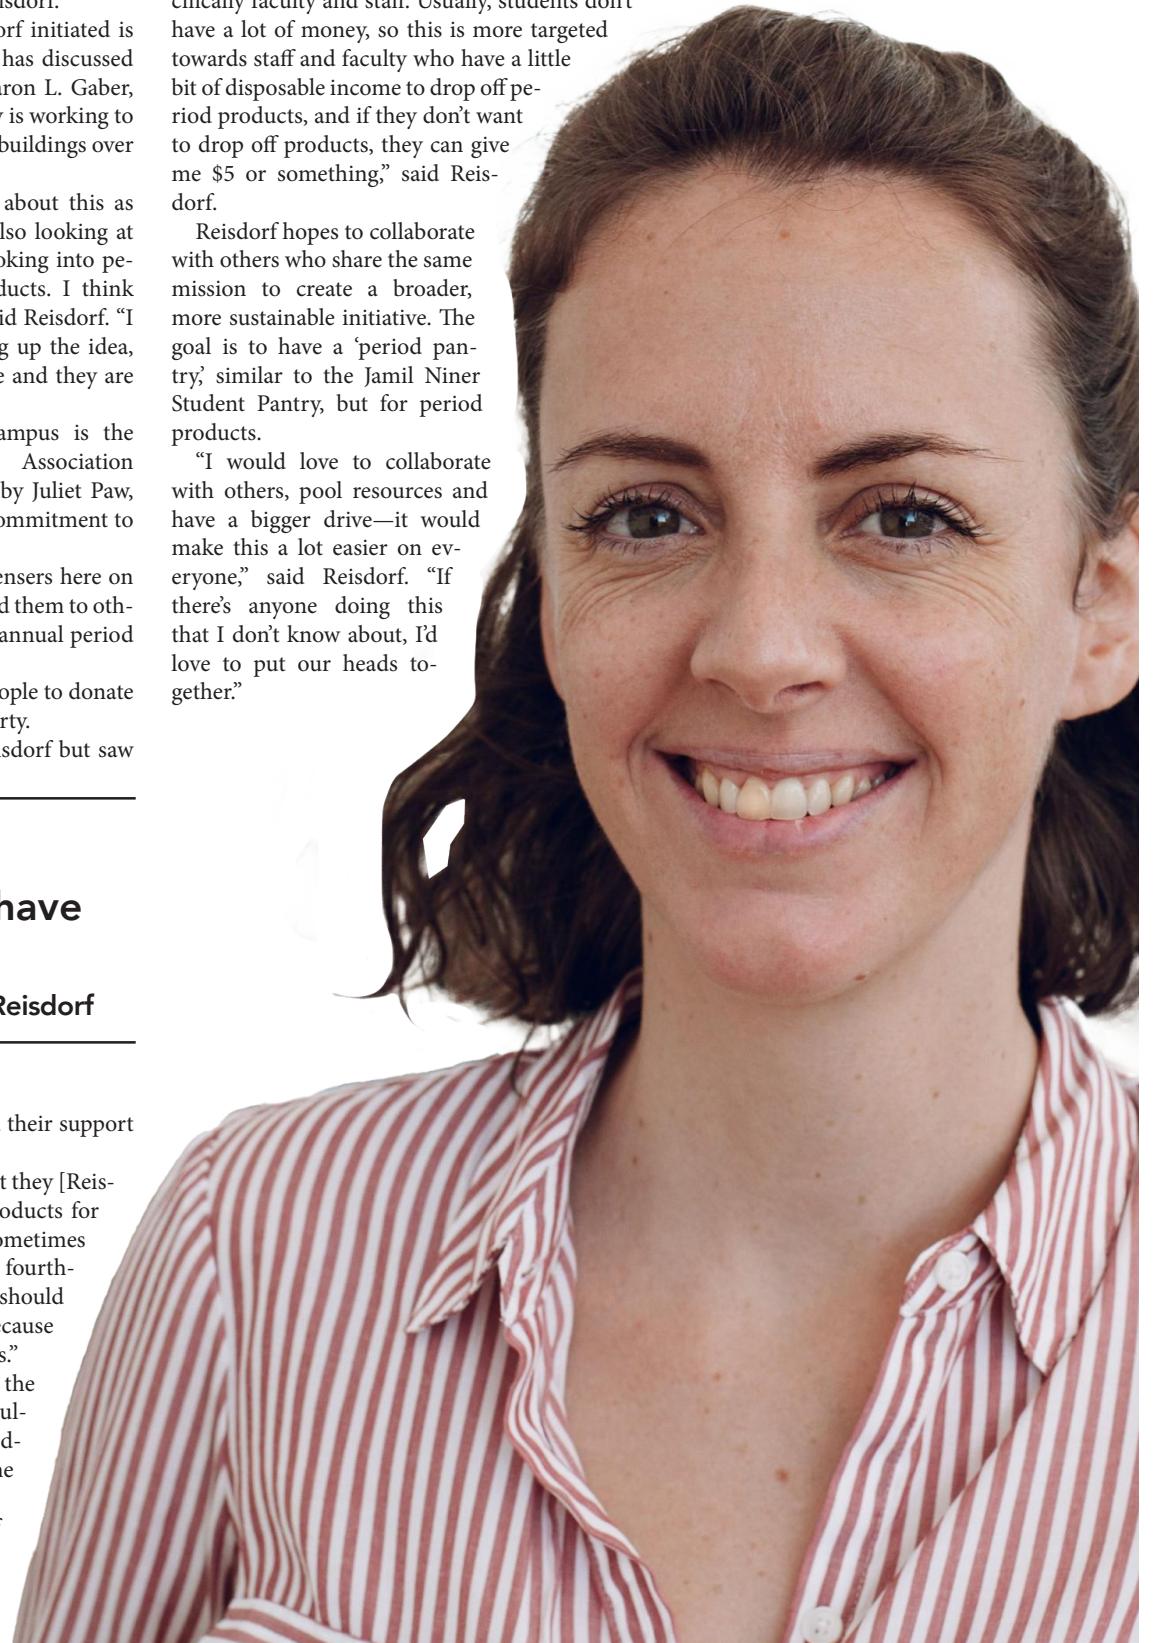 isdorf.
orf initiated is
has discussed
aron L. Gaber,
y is working to
buildings over
about this as
lso looking at
oking into pe-
ducts. I think
id Reisdorf. “I
g up the idea,
e and they are
ampus is the
Association
by Juliet Paw,
ommitment to
ensers here on
d them to oth-
annual period
ople to donate
rty.
isdorf but saw
have
Reisdorf
their support
t they [Reis-
oducts for
ometimes
fourth-
should
ecause
s.”
the
ul-
d-
ne
cifically faculty and staff. Usually, students don’t
have a lot of money, so this is more targeted
towards staff and faculty who have a little
bit of disposable income to drop off pe-
riod products, and if they don’t want
to drop off products, they can give
me $5 or something,” said Reis-
dorf.
Reisdorf hopes to collaborate
with others who share the same
mission to create a broader,
more sustainable initiative. The
goal is to have a ‘period pan-
try,’ similar to the Jamil Niner
Student Pantry, but for period
products.
“I would love to collaborate
with others, pool resources and
have a bigger drive—it would
make this a lot easier on ev-
eryone,” said Reisdorf. “If
there’s anyone doing this
that I don’t know about, I’d
love to put our heads to-
gether.”